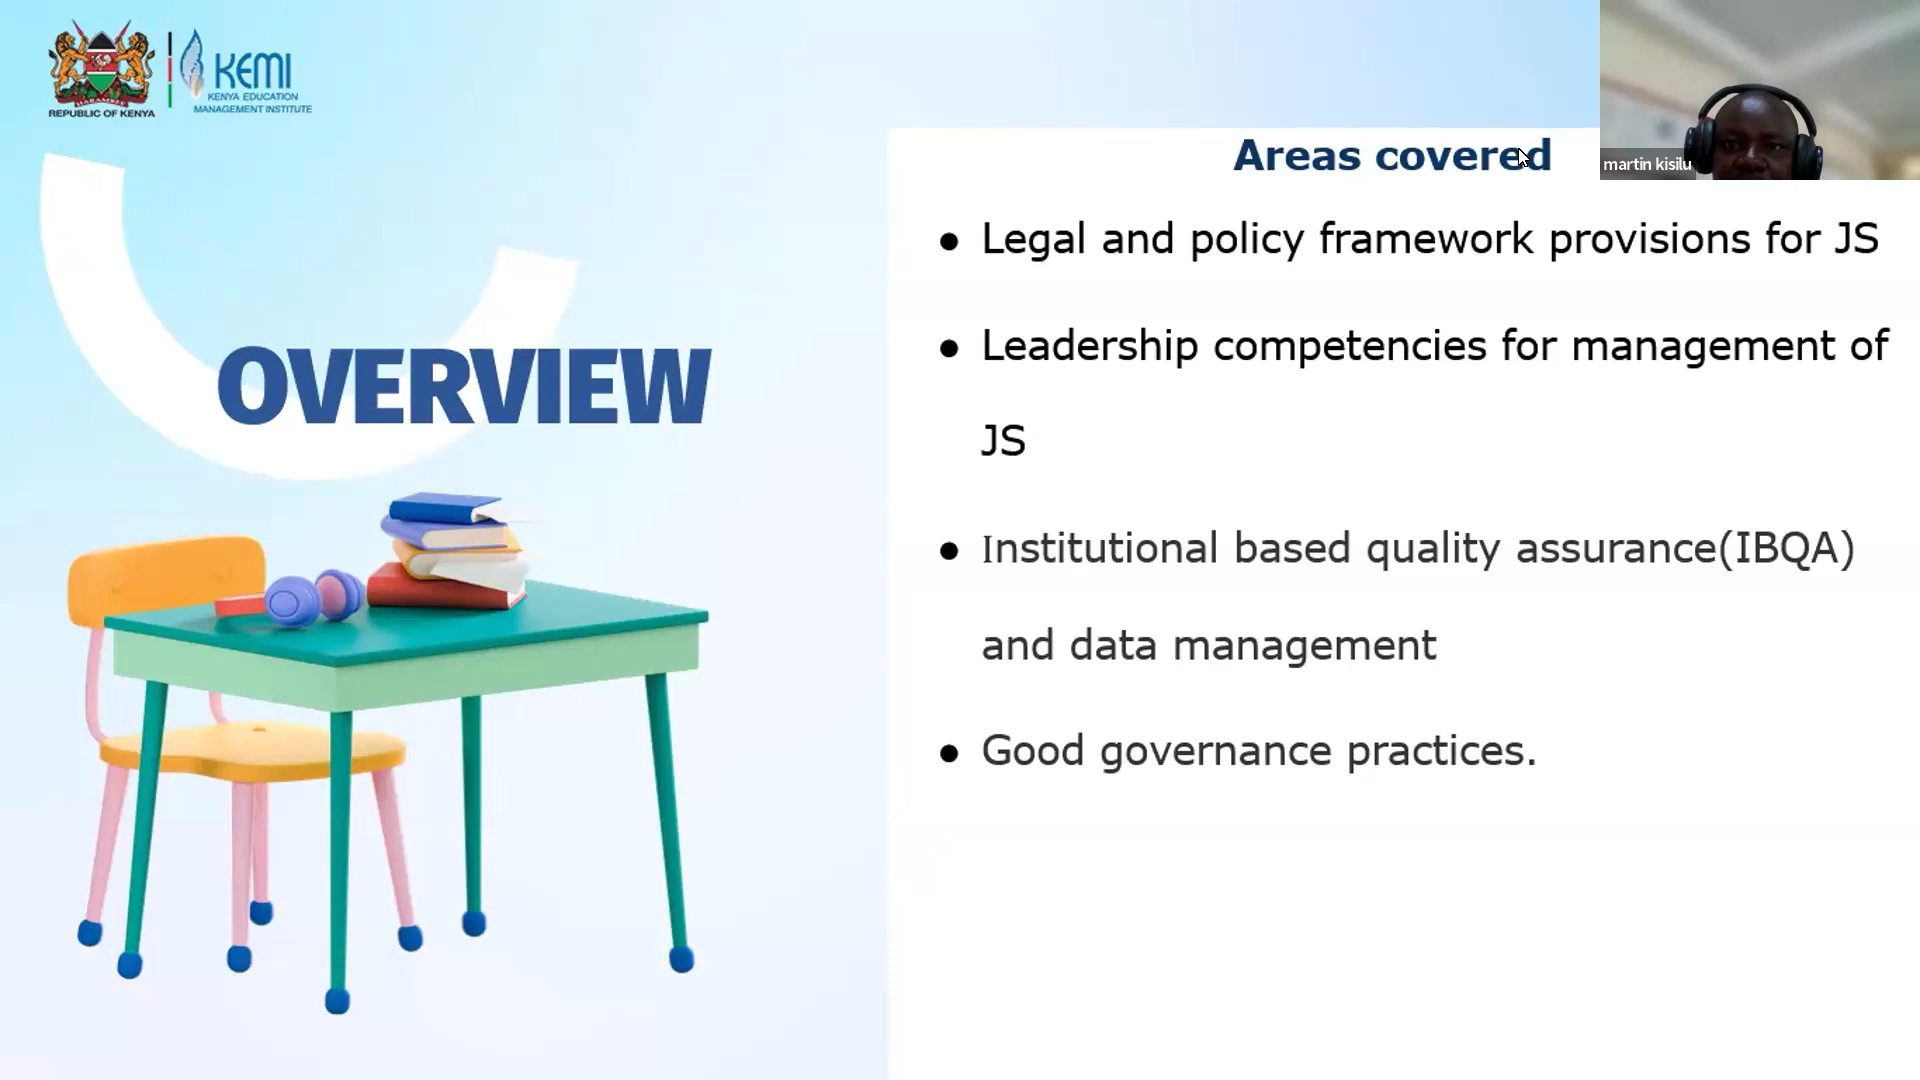 REPUBLIC OF KENYA
HARAMBEE
KEMI
KENYA EDUCATION
MANAGEMENT INSTITUTE
OVERVIEW
Areas covered
martin kisilu
● Legal and policy framework provisions for JS
● Leadership competencies for management of
JS
● Institutional based quality assurance(IBQA)
and data management
● Good governance practices.